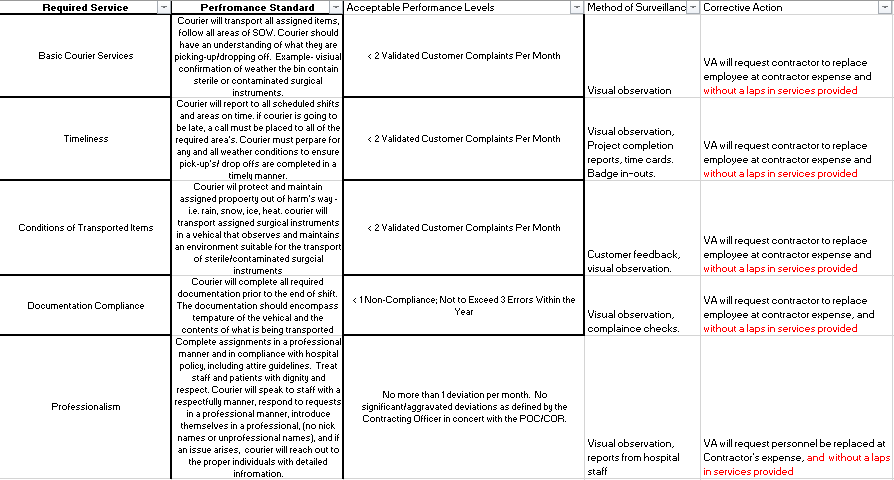 Required Service
Perfromance Standard
Acceptable Performance Levels
Method of Surveillanc
Corrective Action
Basic Courier Services
Courier will transport all assigned items,
follow all areas of SOW. Courier should
have an understanding of what they are
picking-up/dropping off. Example- visiual
confirmation of weather the bin contain
sterile or contaminated surgical
instruments.
< 2 Validated Customer Complaints Per Month
Visual observation
VA will request contractor to replace
employee at contractor expense and
without a laps in services provided
Timeliness
Courier will report to all scheduled shifts
and areas on time. if courier is going to
be late, a call must be placed to all of the
required area's. Courier must perpare for
any and all weather conditions to ensure
pick-up's/ drop offs are completed in a
timely manner.
< 2 Validated Customer Complaints Per Month
Visual observation,
Project completion
reports, time cards.
Badge in-outs.
VA will request contractor to replace
employee at contractor expense and
without a laps in services provided
Conditions of Transported Items
Courier wil protect and maintain
assigned propoerty out of harm's way -
i.e. rain, snow, ice, heat. courier will
transport assigned surgical instruments
in a vehical that observes and maintains
an environment suitable for the transport
of sterile/contaminated surgcial
instruments
< 2 Validated Customer Complaints Per Month
Customer feedback,
visual observation.
VA will request contractor to replace
employee at contractor expense and
without a laps in services provided
Documentation Compliance
Courier will complete all required
documentation prior to the end of shift.
The documentation should encompass
tempature of the vehical and the
contents of what is being transported
< 1 Non-Compliance; Not to Exceed 3 Errors Within the
Year
Visual observation,
complaince checks.
VA will request contractor to replace
employee at contractor expense, and
without a laps in services provided
Professionalism
Complete assignments in a professional
manner and in compliance with hospital
policy, including attire guidelines. Treat
staff and patients with dignity and
respect. Courier will speak to staff with a
respectfully manner, respond to requests
in a professional manner, introduce
themselves in a professional, (no nick
names or unprofessional names), and if
an issue arises, courier will reach out to
the proper individuals with detailed
information.
No more than 1 deviation per month. No
significant/aggravated deviations as defined by the
Contracting Officer in concert with the POC/COR.
Visual observation,
reports from hospital
staff
VA will request personnel be replaced at
Contractor's expense, and without a laps
in services provided